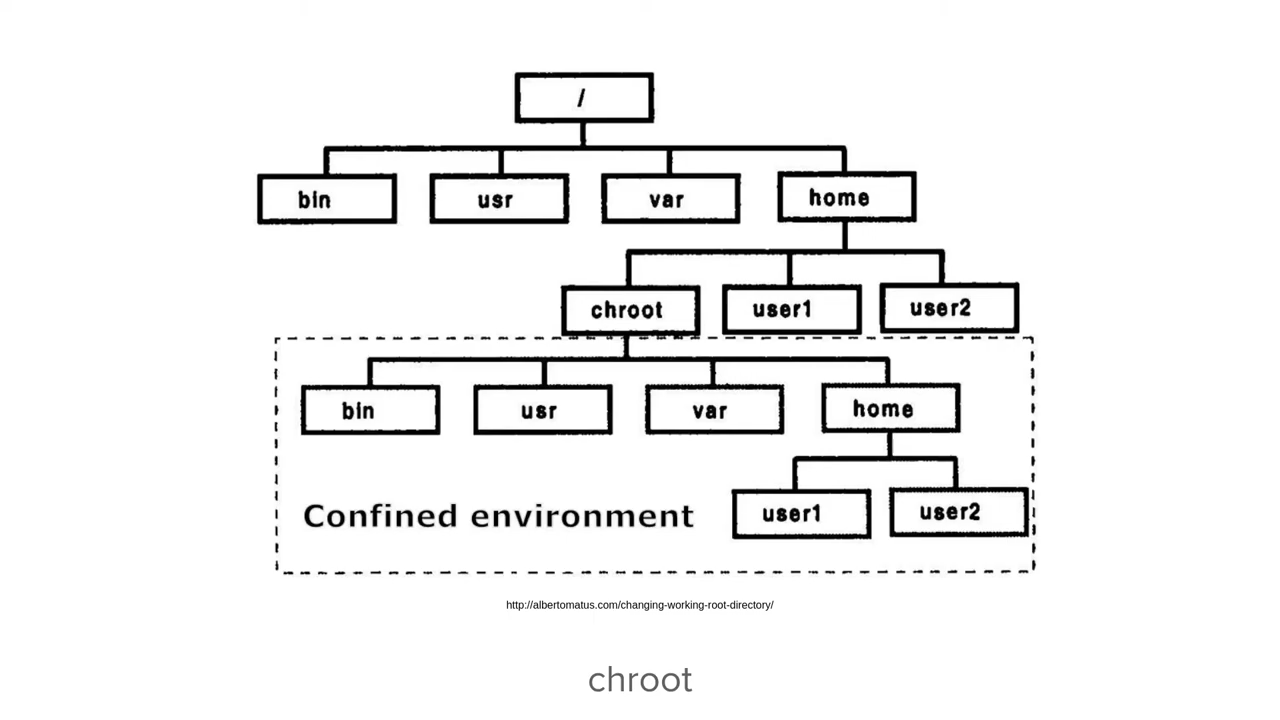 /
bin usr var home
chroot user1 user2
bin usr var home
Confined environment user1 user2
http://albertomatus.com/changing-working-root-directory/
chroot